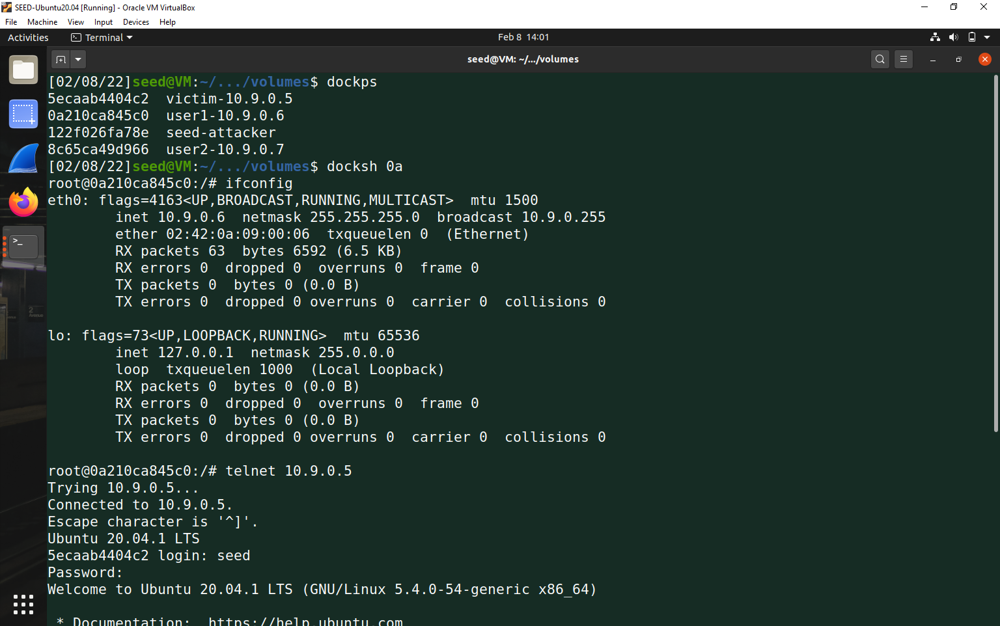 SEED-Ubuntu20.04 [Running] - Oracle VM VirtualBox
File Machine View Input Devices Help
Activities Terminal Feb 8 14:01
seed@VM: ~/.../volumes
[02/08/22]seed@VM:~/.../volumes$ dockps
5ecaab4404c2  victim-10.9.0.5
0a210ca845c0  user1-10.9.0.6
122f026fa78e  seed-attacker
8c65ca49d966  user2-10.9.0.7
[02/08/22]seed@VM:~/.../volumes$ docksh 0a
root@0a210ca845c0:/# ifconfig
eth0: flags=4163<UP,BROADCAST,RUNNING,MULTICAST>  mtu 1500
        inet 10.9.0.6  netmask 255.255.255.0  broadcast 10.9.0.255
        ether 02:42:0a:09:00:06  txqueuelen 0  (Ethernet)
        RX packets 63  bytes 6592 (6.5 KB)
        RX errors 0  dropped 0  overruns 0  frame 0
        TX packets 0  bytes 0 (0.0 B)
        TX errors 0  dropped 0 overruns 0  carrier 0  collisions 0
lo: flags=73<UP,LOOPBACK,RUNNING>  mtu 65536
        inet 127.0.0.1  netmask 255.0.0.0
        loop  txqueuelen 1000  (Local Loopback)
        RX packets 0  bytes 0 (0.0 B)
        RX errors 0  dropped 0  overruns 0  frame 0
        TX packets 0  bytes 0 (0.0 B)
        TX errors 0  dropped 0 overruns 0  carrier 0  collisions 0
root@0a210ca845c0:/# telnet 10.9.0.5
Trying 10.9.0.5...
Connected to 10.9.0.5.
Escape character is '^]'.
Ubuntu 20.04.1 LTS
5ecaab4404c2 login: seed
Password:
Welcome to Ubuntu 20.04.1 LTS (GNU/Linux 5.4.0-54-generic x86_64)
 * Documentation:  https://help.ubuntu.com